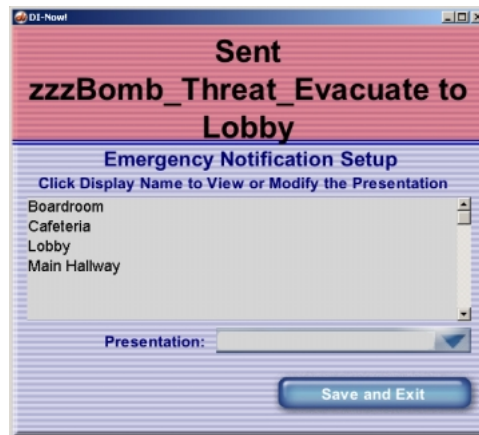 DI-Now!
Sent
zzzBomb_Threat_Evacuate to
Lobby
Emergency Notification Setup
Click Display Name to View or Modify the Presentation
Boardroom
Cafeteria
Lobby
Main Hallway
Presentation:
Save and Exit